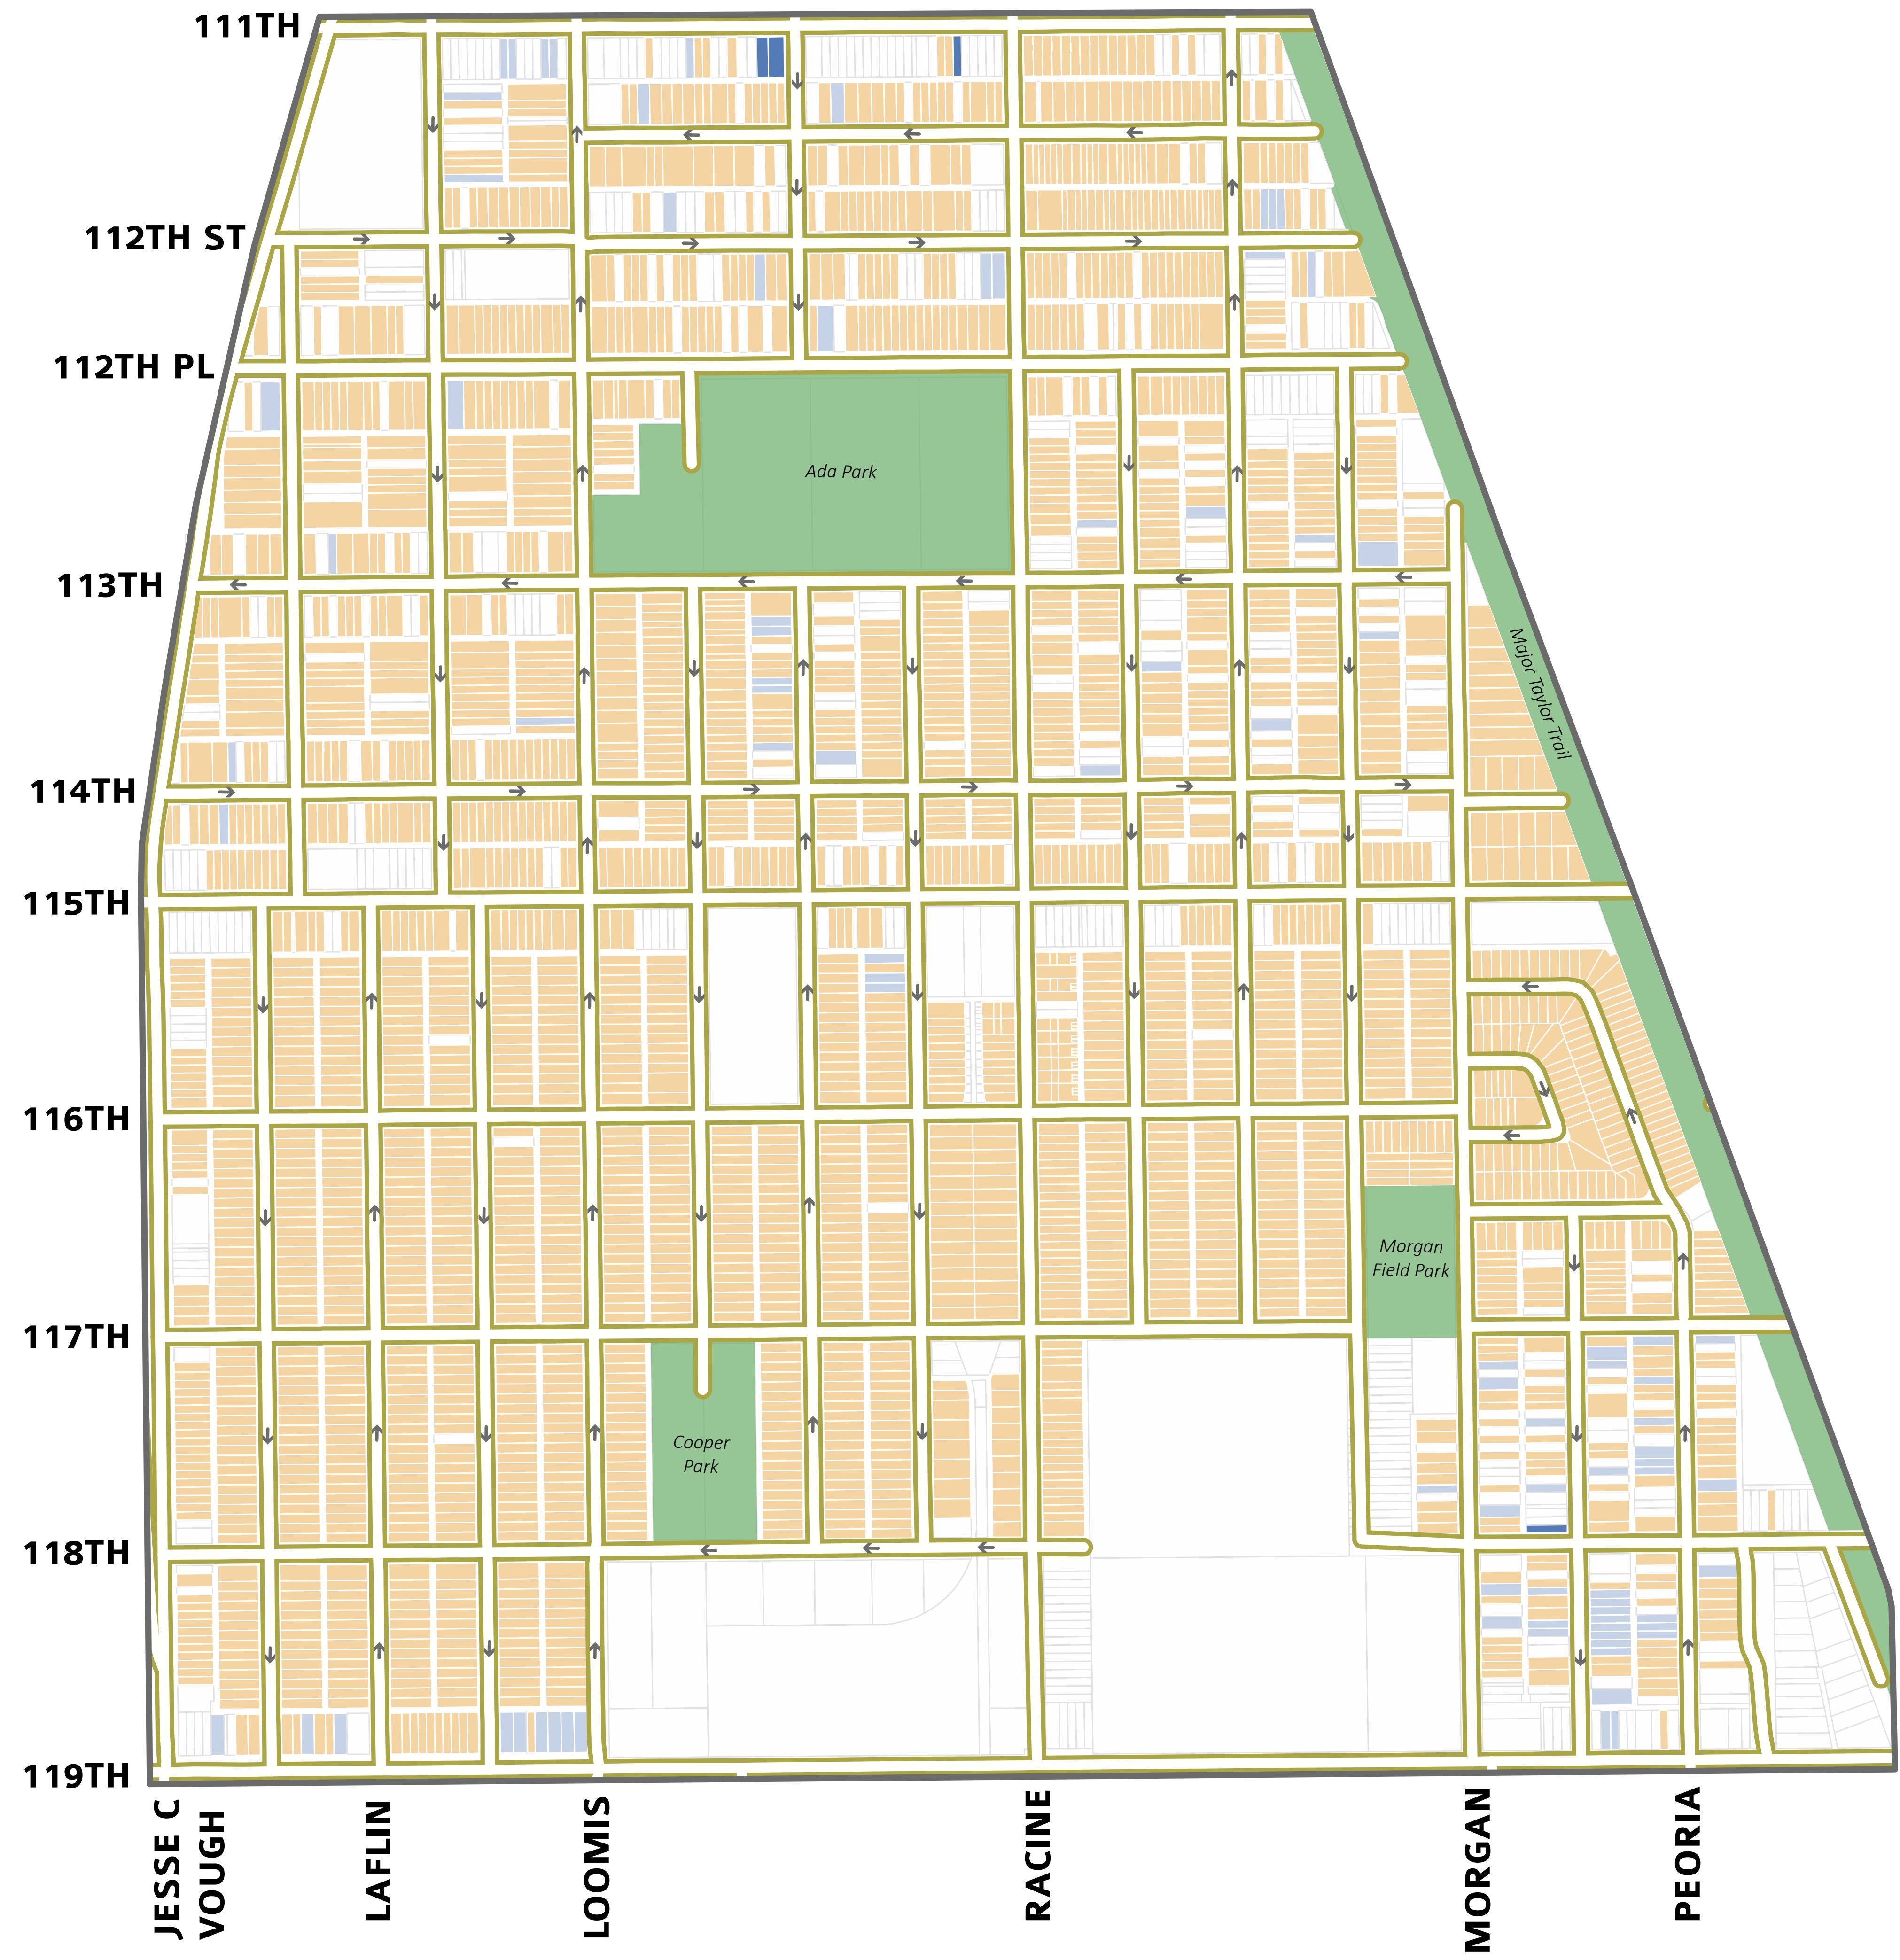 111TH
112TH ST
112TH PL
Ada Park
113TH
Major Taylor Trail
114TH
115TH
116TH
Morgan
Field Park
117TH
Cooper
Park
118TH
119TH
JESSE C
VOUGH
LAFLIN
LOOMIS
RACINE
MORGAN
PEORIA